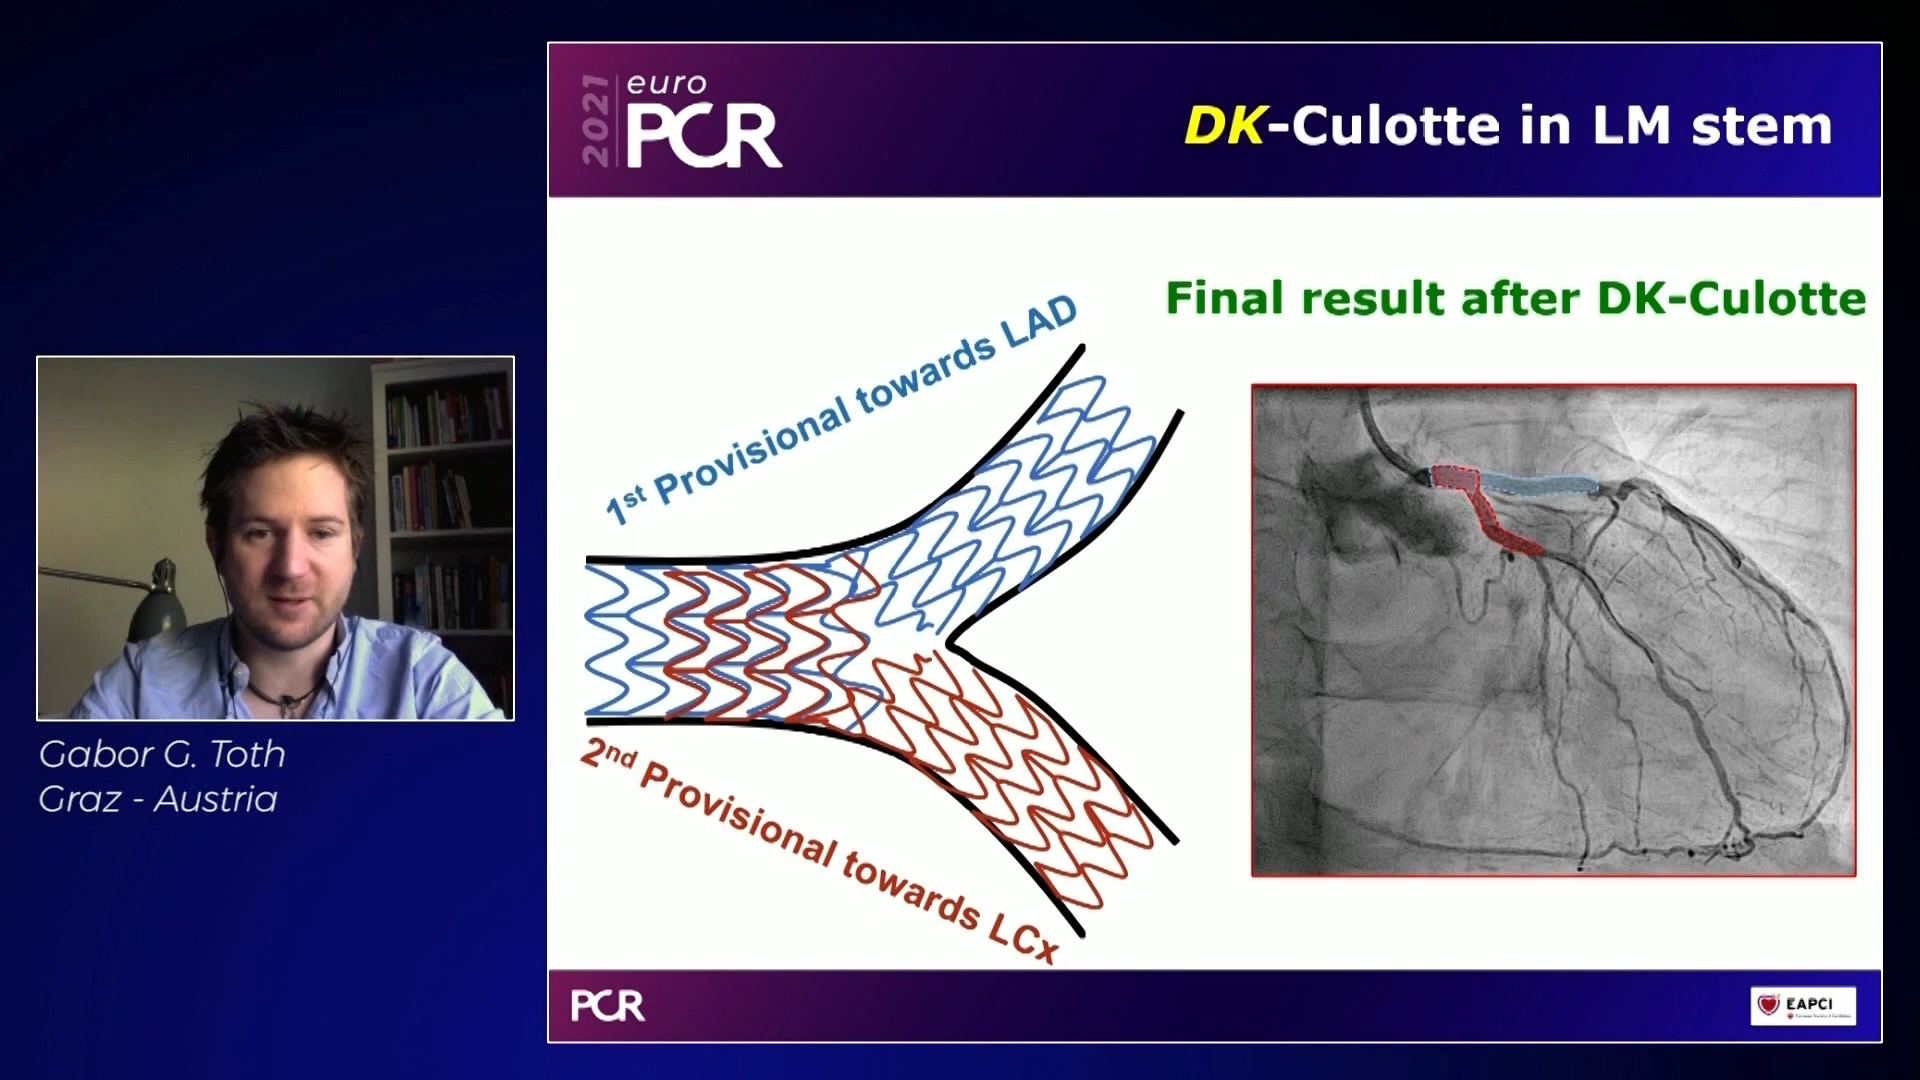 2021
euro
PCR
DK-Culotte in LM stem
Final result after DK-Culotte
1st Provisional towards LAD
2nd Provisional towards LCx
Gabor G. Toth
Graz - Austria
PCR
EAPCI